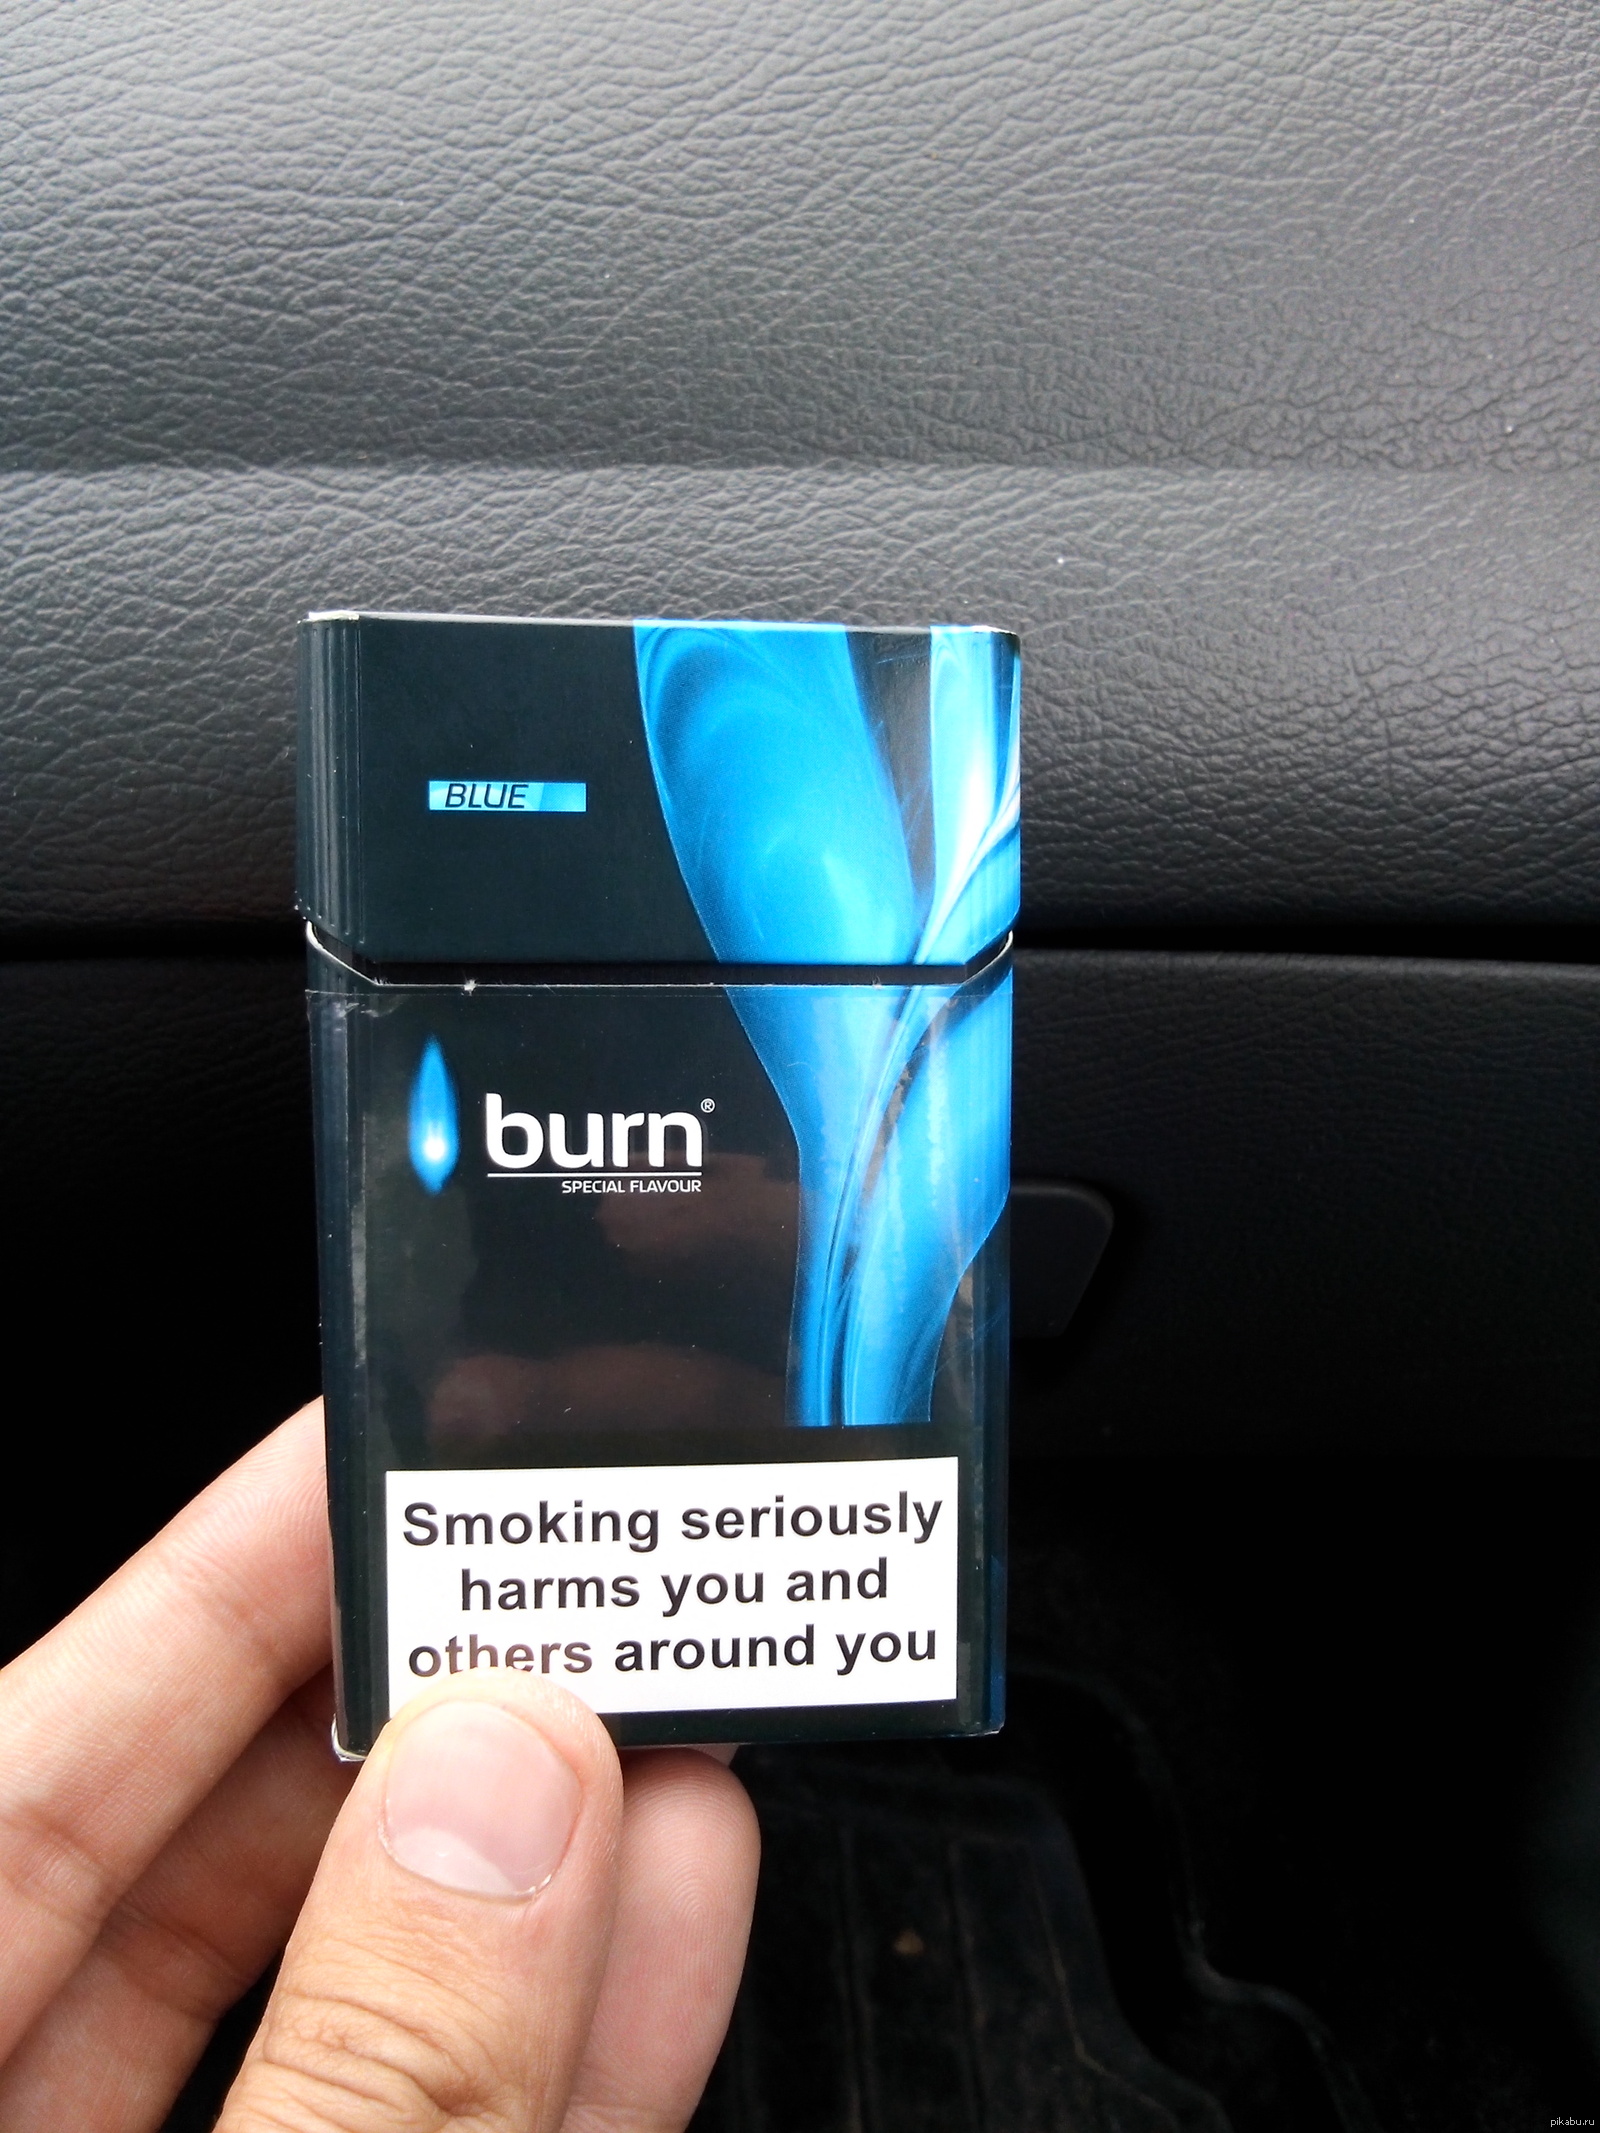 BLUE
burn®
SPECIAL FLAVOUR
Smoking seriously
harms you and
others around you
pikabu.ru